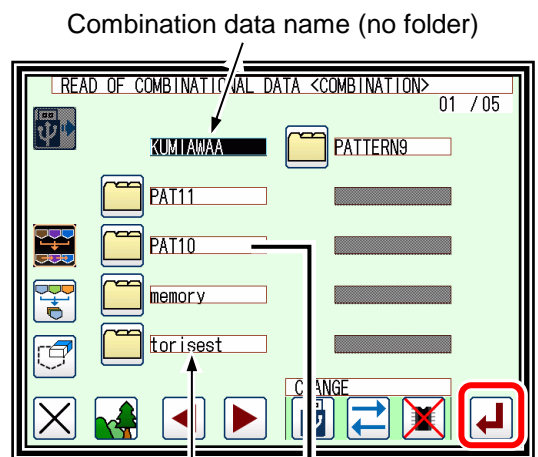 Combination data name (no folder)
READ OF COMBINATIONAL DATA <COMBINATION>
01 / 05
KUMIAWAA
PATTERN9
PAT11
PAT10
memory
torisest
CHANGE